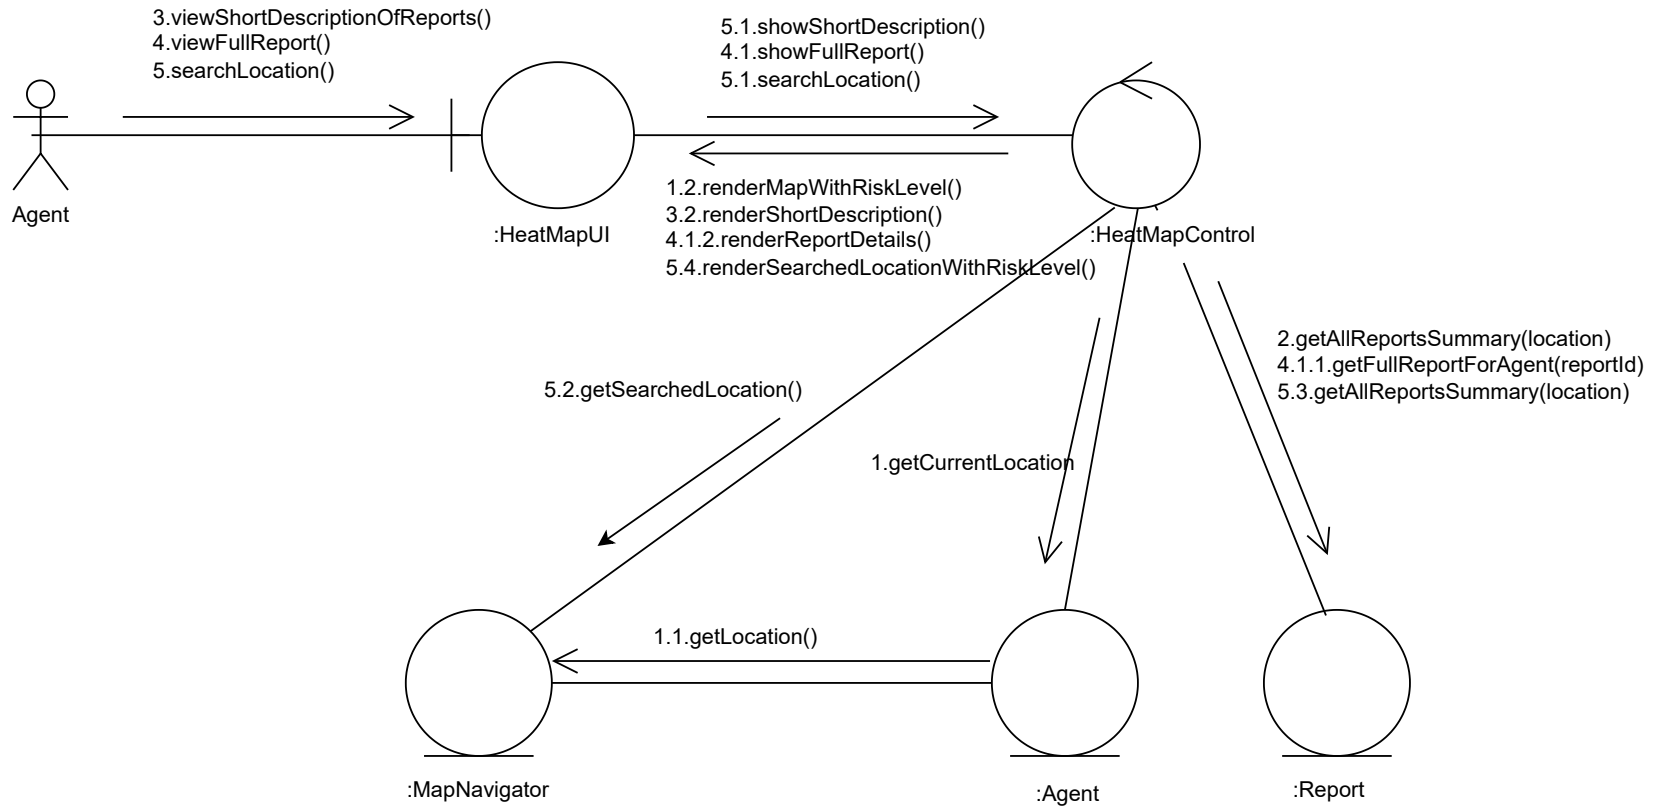 3.viewShortDescriptionOfReports()
4.viewFullReport()
5.searchLocation()
5.1.showShortDescription()
4.1.showFullReport()
5.1.searchLocation()
Agent
:HeatMapUI
:HeatMapControl
1.2.renderMapWithRiskLevel()
3.2.renderShortDescription()
4.1.2.renderReportDetails()
5.4.renderSearchedLocationWithRiskLevel()
2.getAllReportsSummary(location)
4.1.1.getFullReportForAgent(reportId)
5.3.getAllReportsSummary(location)
5.2.getSearchedLocation()
1.getCurrentLocation
1.1.getLocation()
:MapNavigator
:Agent
:Report